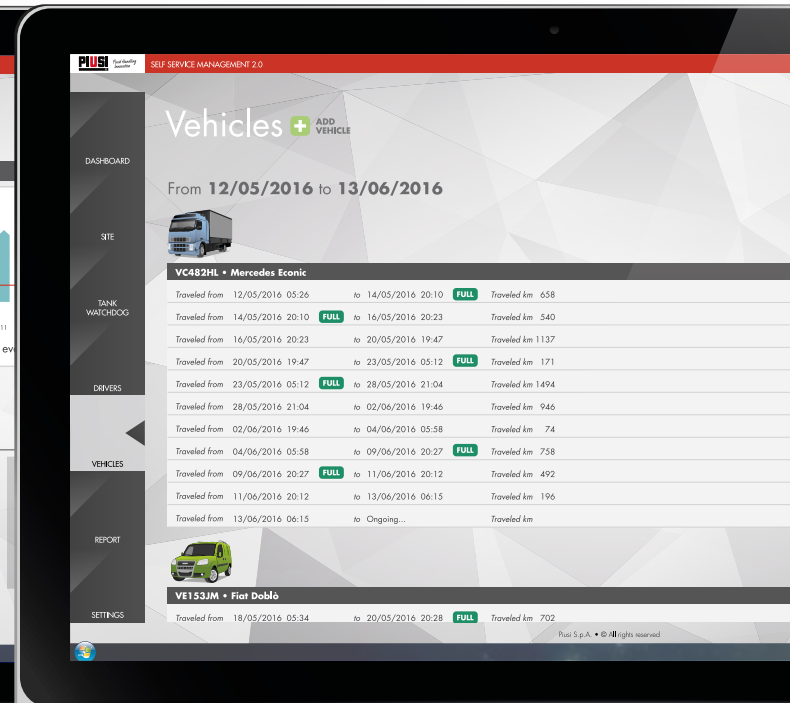 PIUSI Fluid Handling Innovation SELF SERVICE MANAGEMENT 2.0
Vehicles + ADD VEHICLE
From 12/05/2016 to 13/06/2016
DASHBOARD
SITE
TANK WATCHDOG
DRIVERS
VEHICLES
REPORT
SETTINGS
VC482HL • Mercedes Econic
Traveled from 12/05/2016 05:26 to 14/05/2016 20:10 FULL Traveled km 658
Traveled from 14/05/2016 20:10 FULL to 16/05/2016 20:23 Traveled km 540
Traveled from 16/05/2016 20:23 to 20/05/2016 19:47 Traveled km 1137
Traveled from 20/05/2016 19:47 to 23/05/2016 05:12 FULL Traveled km 171
Traveled from 23/05/2016 05:12 FULL to 28/05/2016 21:04 Traveled km 1494
Traveled from 28/05/2016 21:04 to 02/06/2016 19:46 Traveled km 946
Traveled from 02/06/2016 19:46 to 04/06/2016 05:58 Traveled km 74
Traveled from 04/06/2016 05:58 to 09/06/2016 20:27 FULL Traveled km 758
Traveled from 09/06/2016 20:27 FULL to 11/06/2016 20:12 Traveled km 492
Traveled from 11/06/2016 20:12 to 13/06/2016 06:15 Traveled km 196
Traveled from 13/06/2016 06:15 to Ongoing... Traveled km
VE153JM • Fiat Doblò
Traveled from 18/05/2016 05:34 to 20/05/2016 20:28 FULL Traveled km 702
Piusi S.p.A. • © All rights reserved